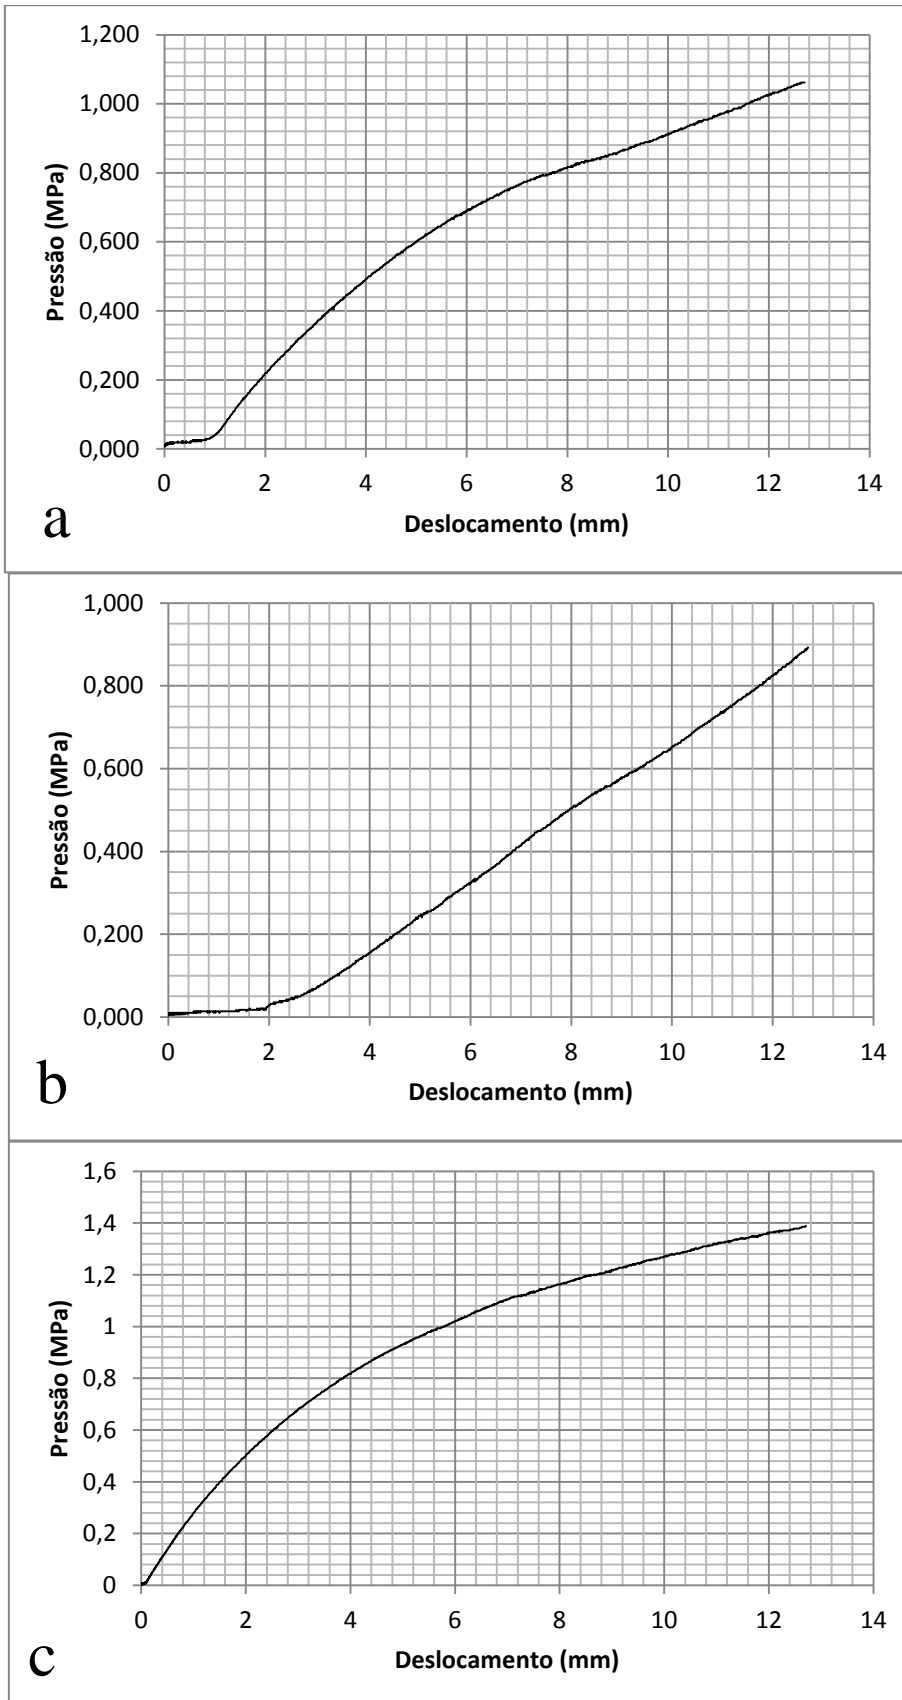 1,200
1,000
0,800
0,600
0,400
0,200
0,000
Pressão (MPa)
0 2 4 6 8 10 12 14
Deslocamento (mm)
a
1,000
0,800
0,600
0,400
0,200
0,000
Pressão (MPa)
0 2 4 6 8 10 12 14
Deslocamento (mm)
b
1,6
1,4
1,2
1
0,8
0,6
0,4
0,2
0
Pressão (MPa)
0 2 4 6 8 10 12 14
Deslocamento (mm)
c